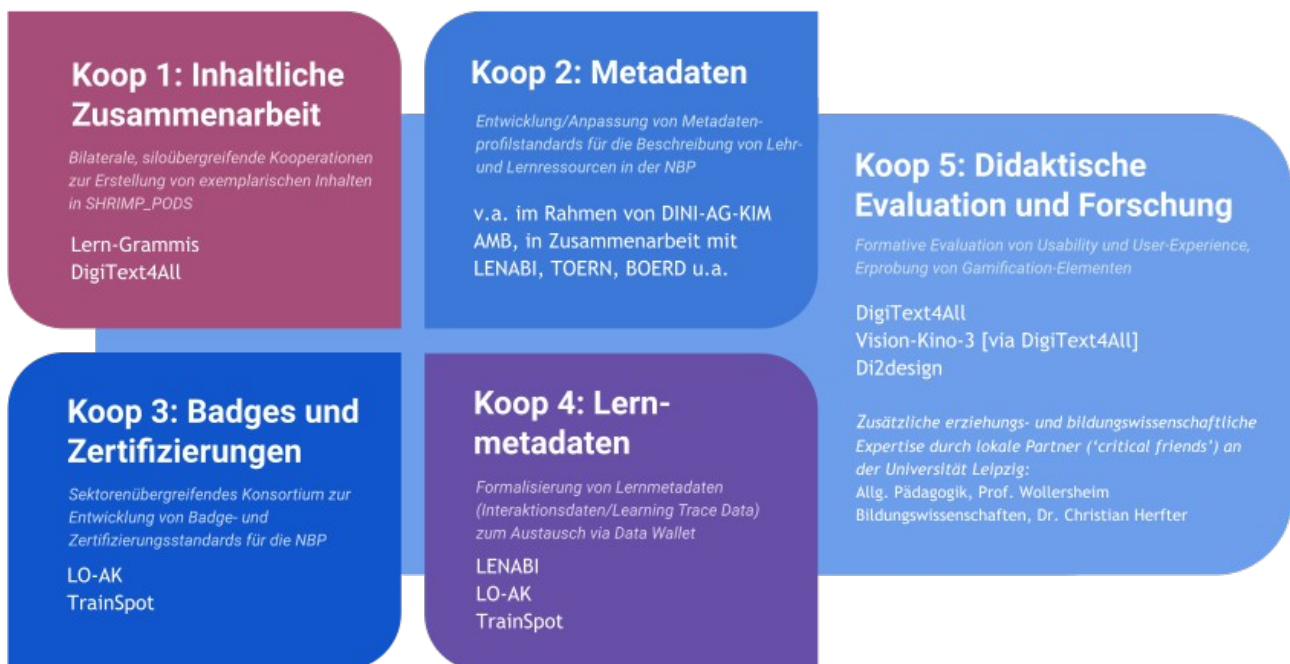 Koop 1: Inhaltliche
Zusammenarbeit
Bilaterale, siloübergreifende Kooperationen
zur Erstellung von exemplarischen Inhalten
in SHRIMP_PODS
Lern-Grammis
DigiText4All
Koop 2: Metadaten
Entwicklung/Anpassung von Metadaten-
profilstandards für die Beschreibung von Lehr-
und Lernressourcen in der NBP
v.a. im Rahmen von DINI-AG-KIM
AMB, in Zusammenarbeit mit
LENABI, TOERN, BOERD u.a.
Koop 3: Badges und
Zertifizierungen
Sektorenübergreifendes Konsortium zur
Entwicklung von Badge- und
Zertifizierungsstandards für die NBP
LO-AK
TrainSpot
Koop 4: Lern-
metadaten
Formalisierung von Lernmetadaten
(Interaktionsdaten/Learning Trace Data)
zum Austausch via Data Wallet
LENABI
LO-AK
TrainSpot
Koop 5: Didaktische
Evaluation und Forschung
Formative Evaluation von Usability und User-Experience,
Erprobung von Gamification-Elementen
DigiText4All
Vision-Kino-3 [via DigiText4All]
Di2design
Zusätzliche erziehungs- und bildungswissenschaftliche
Expertise durch lokale Partner (‘critical friends’) an
der Universität Leipzig:
Allg. Pädagogik, Prof. Wollersheim
Bildungswissenschaften, Dr. Christian Herfter